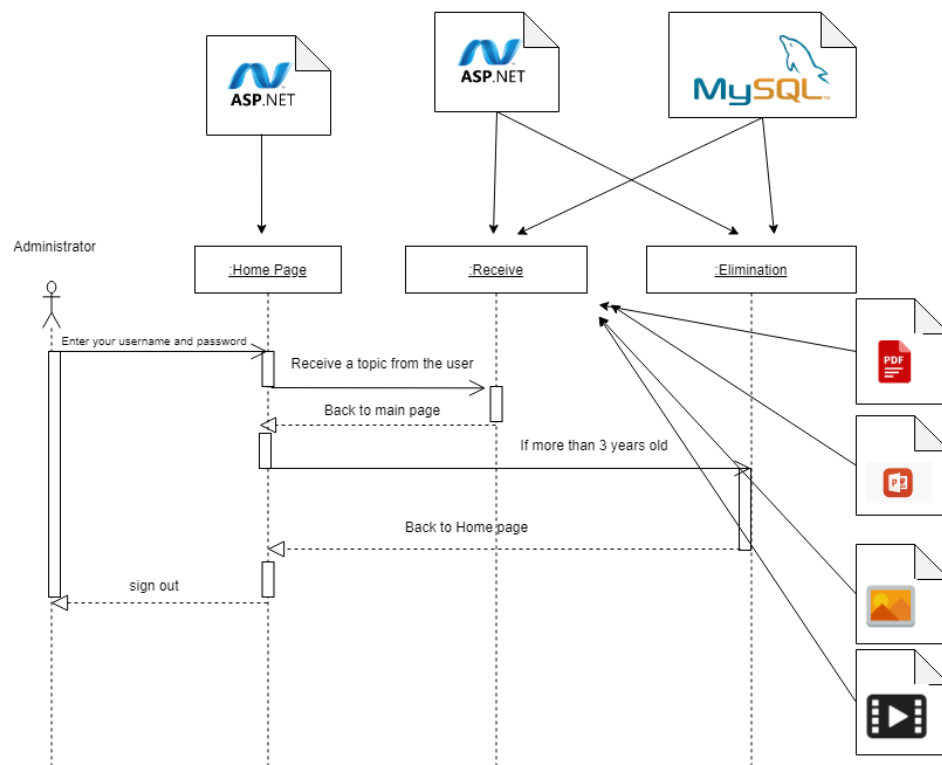 ASP.NET
ASP.NET
MySQL
Administrator
:Home Page
:Receive
:Elimination
Enter your username and password
Receive a topic from the user
PDF
Back to main page
If more than 3 years old
P
Back to Home page
sign out